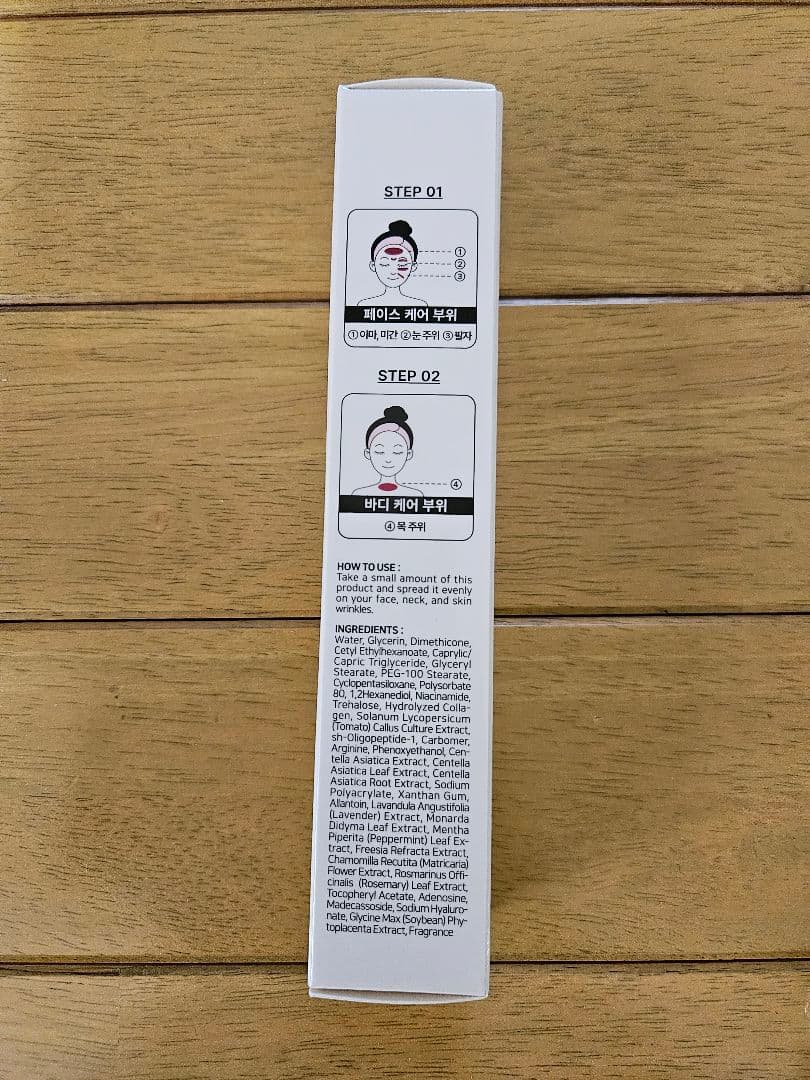 STEP 01
①
②
③
페이스 케어 부위
① 이마, 미간 ② 눈 주위 ③ 팔자
STEP 02
④
바디 케어 부위
④ 목 주위
HOW TO USE :
Take a small amount of this
product and spread it evenly
on your face, neck, and skin
wrinkles.
INGREDIENTS :
Water, Glycerin, Dimethicone,
Cetyl Ethylhexanoate, Caprylic/
Capric Triglyceride, Glyceryl
Stearate, PEG-100 Stearate,
Cyclopentasiloxane, Polysorbate
80, 1,2Hexanediol, Niacinamide,
Trehalose, Hydrolyzed Colla-
gen, Solanum Lycopersicum
(Tomato) Callus Culture Extract,
sh-Oligopeptide-1, Carbomer,
Arginine, Phenoxyethanol, Cen-
tella Asiatica Extract, Centella
Asiatica Leaf Extract, Centella
Asiatica Root Extract, Sodium
Polyacrylate, Xanthan Gum,
Allantoin, Lavandula Angustifolia
(Lavender) Extract, Monarda
Didyma Leaf Extract, Mentha
Piperita (Peppermint) Leaf Ex-
tract, Freesia Refracta Extract,
Chamomilla Recutita (Matricaria)
Flower Extract, Rosmarinus Offi-
cinalis (Rosemary) Leaf Extract,
Tocopheryl Acetate, Adenosine,
Madecassoside, Sodium Hyaluro-
nate, Glycine Max (Soybean) Phy-
toplacenta Extract, Fragrance